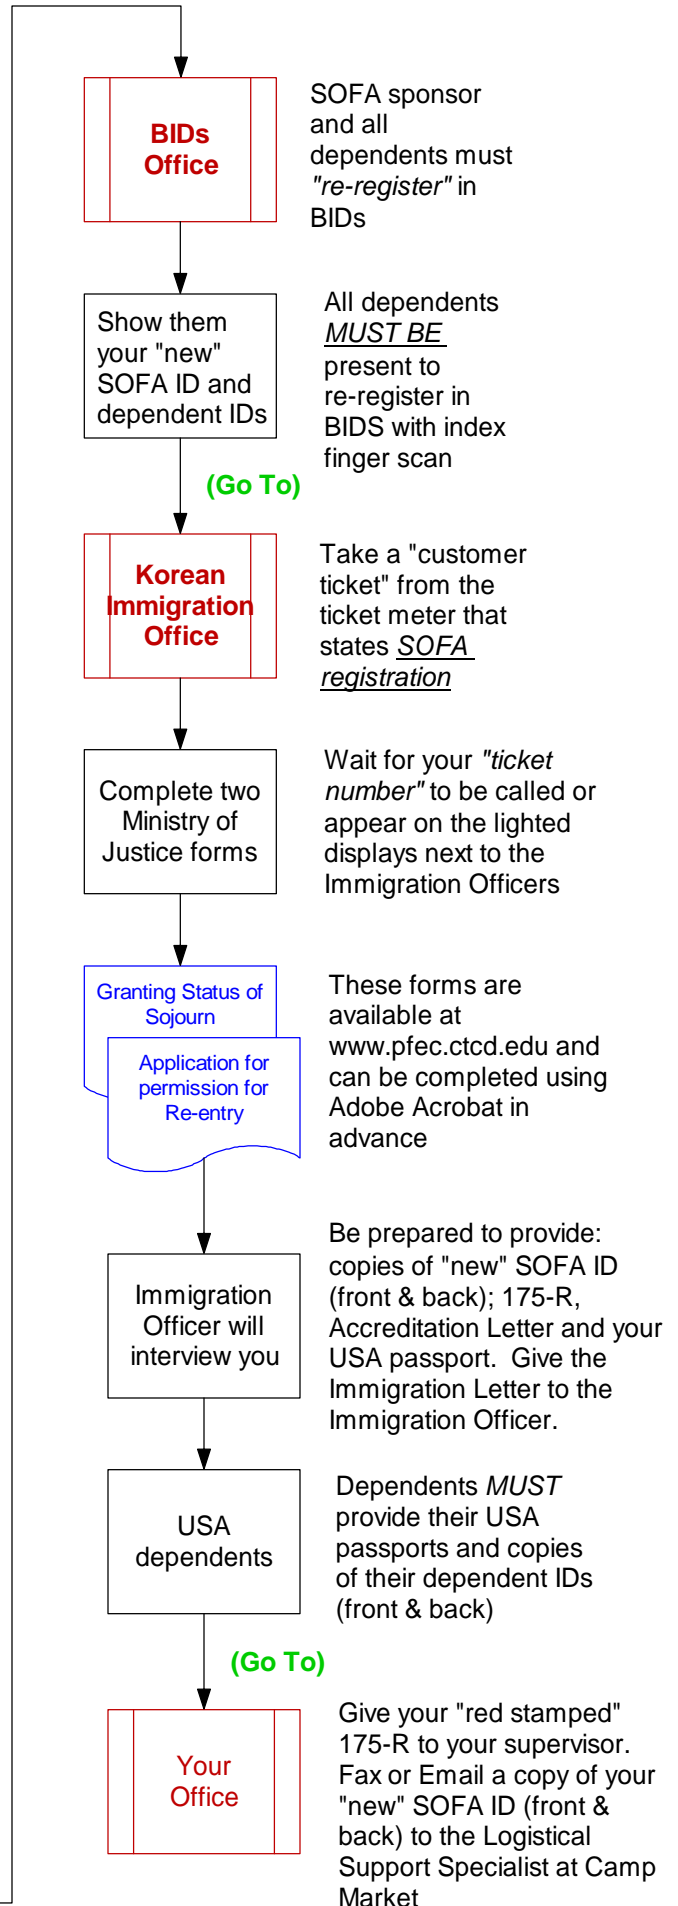 BIDs
Office
SOFA sponsor
and all
dependents must
"re-register" in
BIDs
Show them
your "new"
SOFA ID and
dependent IDs
All dependents
MUST BE
present to
re-register in
BIDS with index
finger scan
(Go To)
Korean
Immigration
Office
Take a "customer
ticket" from the
ticket meter that
states SOFA
registration
Complete two
Ministry of
Justice forms
Wait for your "ticket
number" to be called or
appear on the lighted
displays next to the
Immigration Officers
Granting Status of
Sojourn
Application for
permission for
Re-entry
These forms are
available at
www.pfec.ctcd.edu and
can be completed using
Adobe Acrobat in
advance
Immigration
Officer will
interview you
Be prepared to provide:
copies of "new" SOFA ID
(front & back); 175-R,
Accreditation Letter and your
USA passport.  Give the
Immigration Letter to the
Immigration Officer.
USA
dependents
Dependents MUST
provide their USA
passports and copies
of their dependent IDs
(front & back)
(Go To)
Your
Office
Give your "red stamped"
175-R to your supervisor.
Fax or Email a copy of your
"new" SOFA ID (front &
back) to the Logistical
Support Specialist at Camp
Market